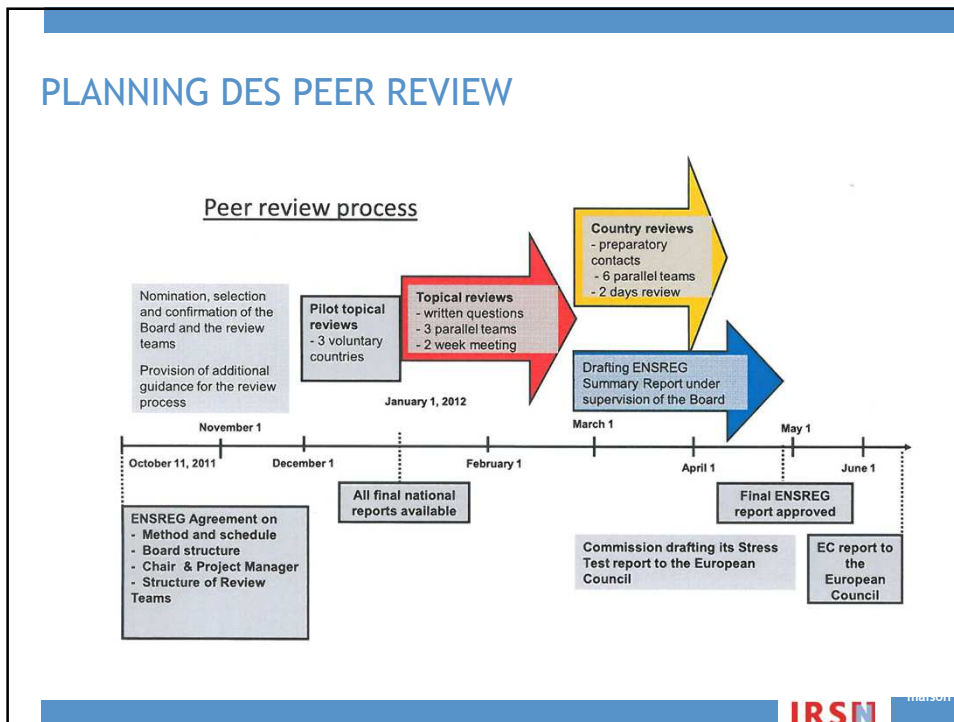 PLANNING DES PEER REVIEW
Peer review process
Nomination, selection
and confirmation of the
Board and the review
teams
Provision of additional
guidance for the review
process
Pilot topical
reviews
- 3 voluntary
countries
Topical reviews
- written questions
- 3 parallel teams
- 2 week meeting
Country reviews
- preparatory
contacts
- 6 parallel teams
- 2 days review
Drafting ENSREG
Summary Report under
supervision of the Board
January 1, 2012
November 1
March 1
May 1
October 11, 2011
December 1
February 1
April 1
June 1
All final national
reports available
Final ENSREG
report approved
ENSREG Agreement on
- Method and schedule
- Board structure
- Chair & Project Manager
- Structure of Review
Teams
Commission drafting its Stress
Test report to the European
Council
EC report to
the
European
Council
IRSN
maison